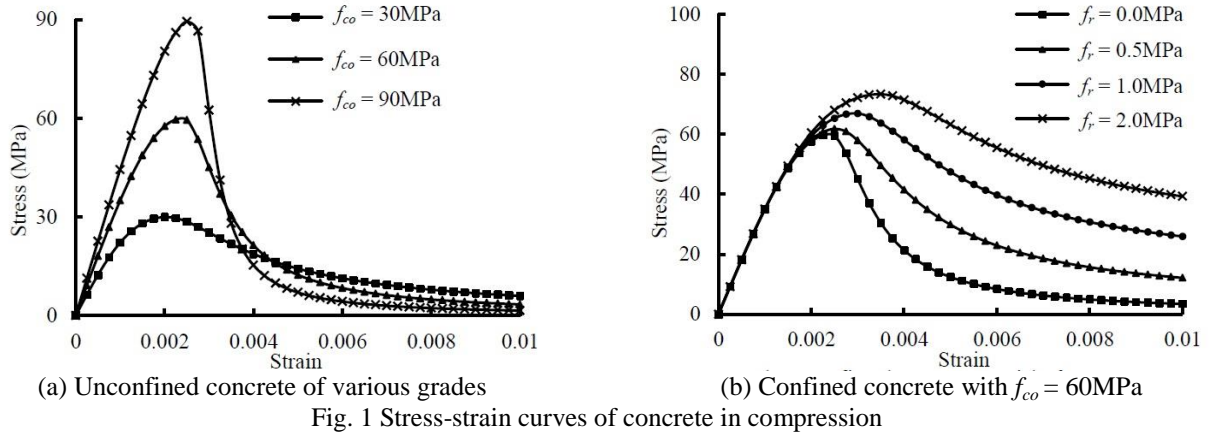 90
60
30
0
Stress (MPa)
f_co = 30MPa
f_co = 60MPa
f_co = 90MPa
0 0.002 0.004 0.006 0.008 0.01
Strain
(a) Unconfined concrete of various grades
100
80
60
40
20
0
Stress (MPa)
f_r = 0.0MPa
f_r = 0.5MPa
f_r = 1.0MPa
f_r = 2.0MPa
0 0.002 0.004 0.006 0.008 0.01
Strain
(b) Confined concrete with f_co = 60MPa
Fig. 1 Stress-strain curves of concrete in compression